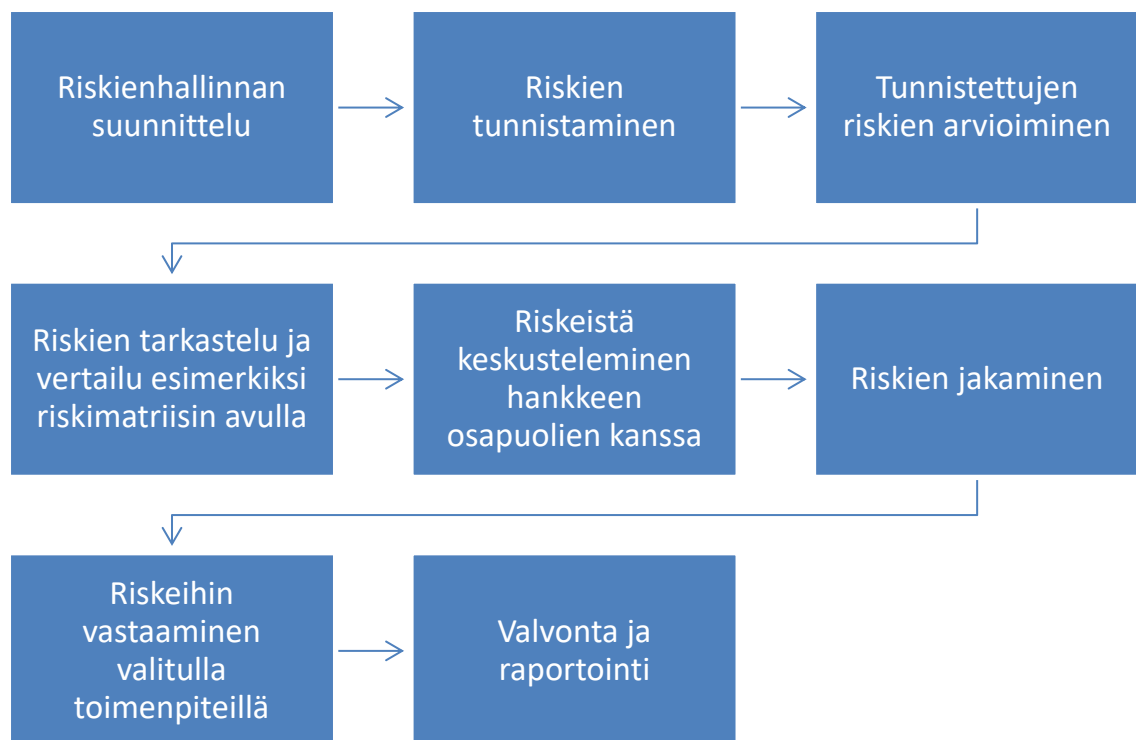 Riskienhallinnan
suunnittelu
Riskien
tunnistaminen
Tunnistettujen
riskien arvioiminen
Riskien tarkastelu ja
vertailu esimerkiksi
riskimatriisin avulla
Riskeistä
keskusteleminen
hankkeen
osapuolien kanssa
Riskien jakaminen
Riskeihin
vastaaminen
valitulla
toimenpiteillä
Valvonta ja
raportointi